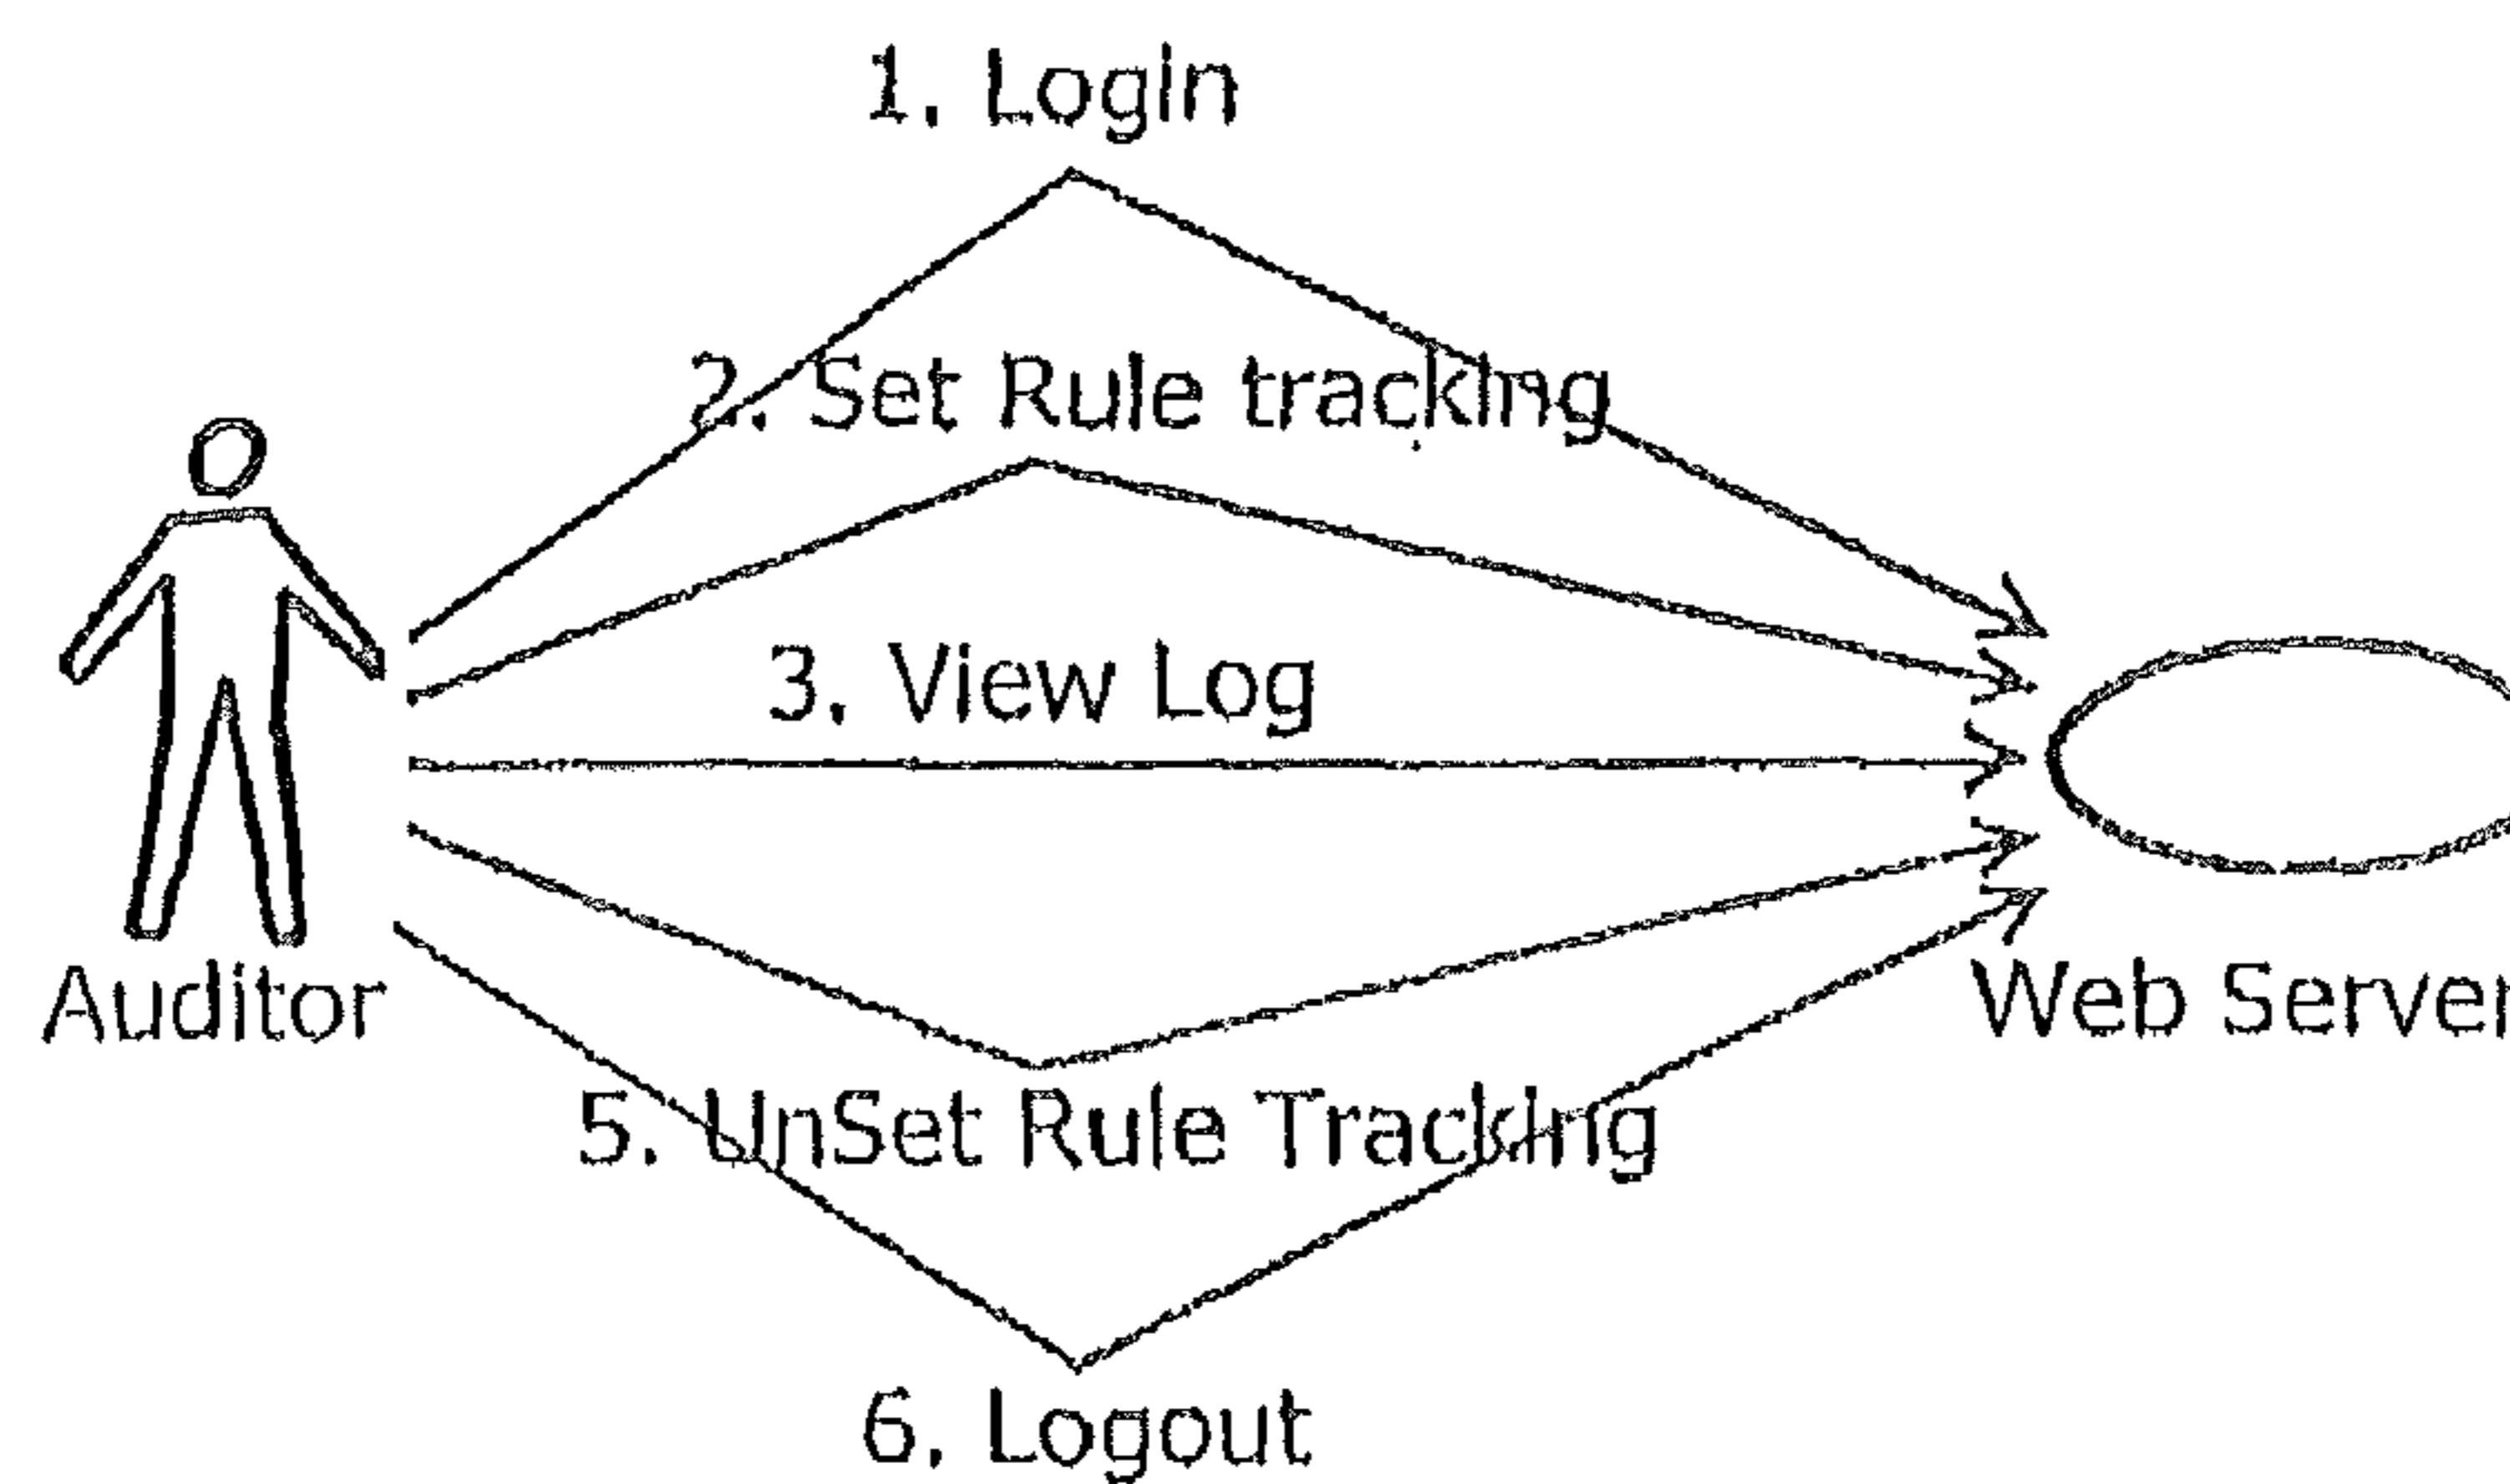 1. Login
2. Set Rule tracking
3. View Log
Auditor
Web Server
5. UnSet Rule Tracking
6. Logout